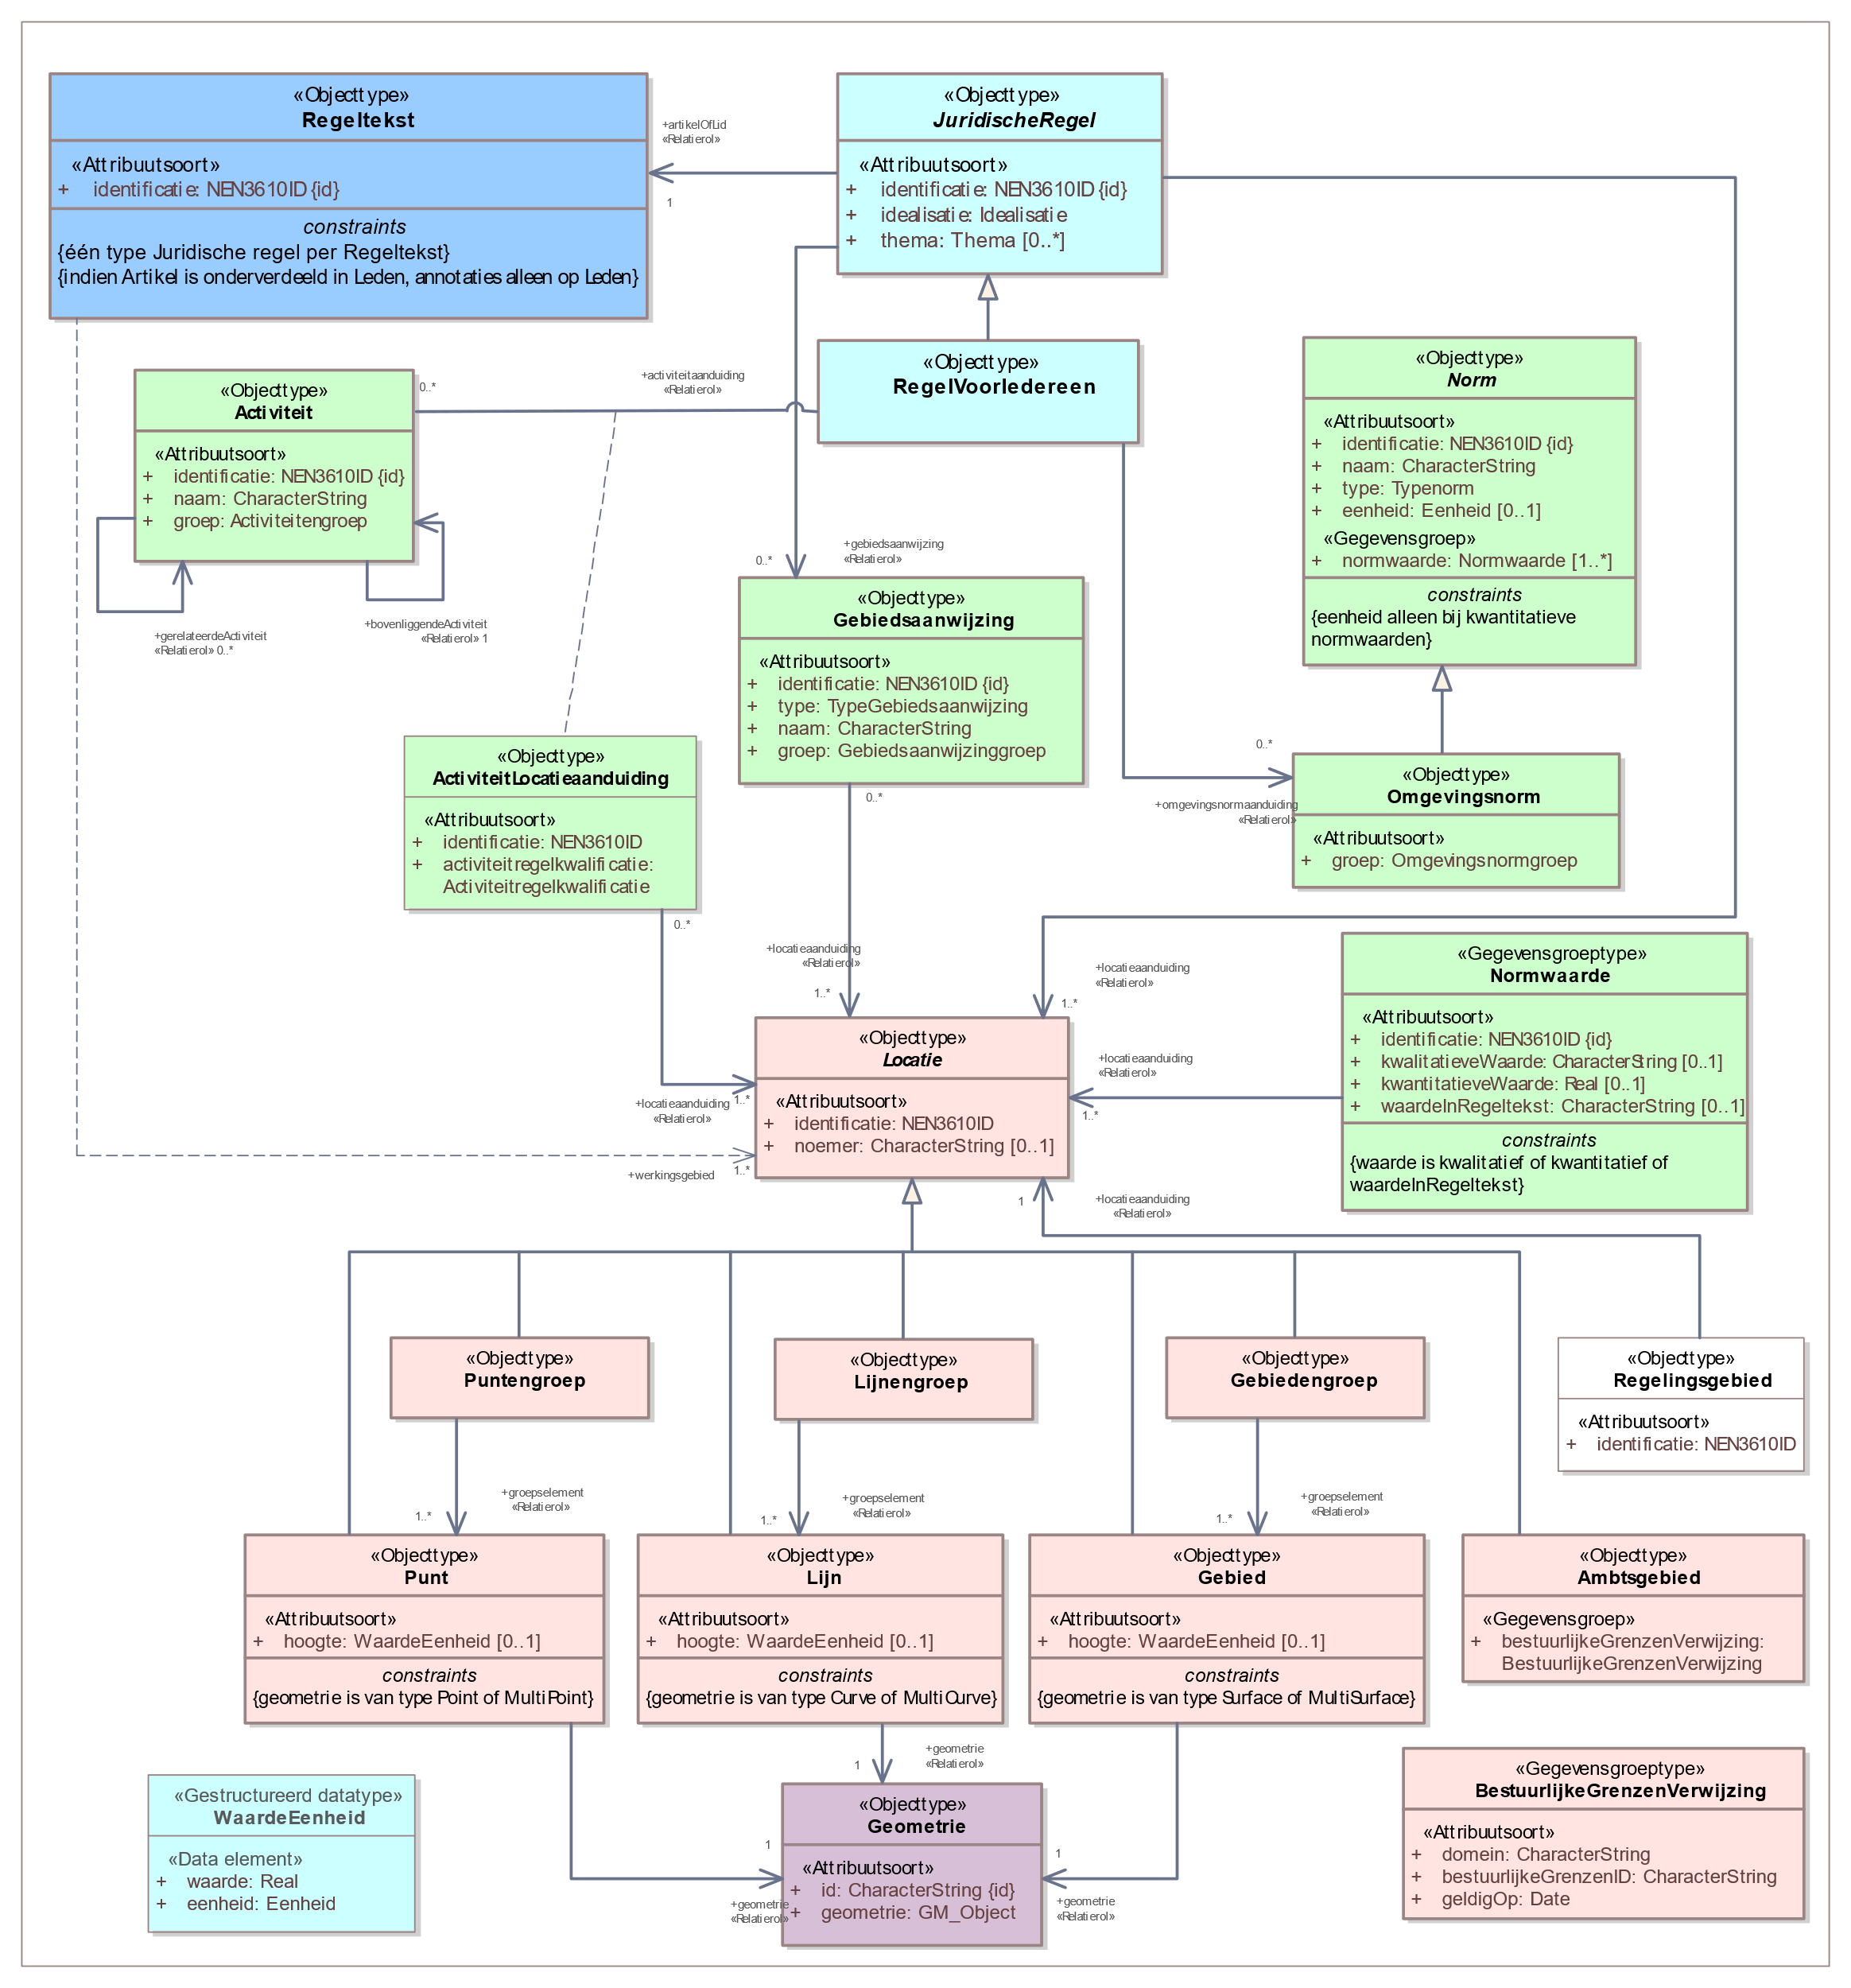 «Objecttype»
Regeltekst
«Attribuutsoort»
+ identificatie: NEN3610ID {id}
constraints
{één type Juridische regel per Regeltekst}
{indien Artikel is onderverdeeld in Leden, annotaties alleen op Leden}
+artikelOfLid
«Relatierol»
1
«Objecttype»
JuridischeRegel
«Attribuutsoort»
+ identificatie: NEN3610ID {id}
+ idealisatie: Idealisatie
+ thema: Thema [0..*]
«Objecttype»
RegelVoorIedereen
«Objecttype»
Norm
«Attribuutsoort»
+ identificatie: NEN3610ID {id}
+ naam: CharacterString
+ type: Typenorm
+ eenheid: Eenheid [0..1]
«Gegevensgroep»
+ normwaarde: Normwaarde [1..*]
constraints
{eenheid alleen bij kwantitatieve
normwaarden}
«Objecttype»
Activiteit
«Attribuutsoort»
+ identificatie: NEN3610ID {id}
+ naam: CharacterString
+ groep: Activiteitengroep
0..*
+activiteitaanduiding
«Relatierol»
+gerelateerdeActiviteit
«Relatierol» 0..*
+bovenliggendeActiviteit
«Relatierol» 1
0..*
+gebiedsaanwijzing
«Relatierol»
«Objecttype»
Gebiedsaanwijzing
«Attribuutsoort»
+ identificatie: NEN3610ID {id}
+ type: TypeGebiedsaanwijzing
+ naam: CharacterString
+ groep: Gebiedsaanwijzinggroep
0..*
0..*
+omgevingsnormaanduiding
«Relatierol»
«Objecttype»
Omgevingsnorm
«Attribuutsoort»
+ groep: Omgevingsnormgroep
«Objecttype»
ActiviteitLocatieaanduiding
«Attribuutsoort»
+ identificatie: NEN3610ID
+ activiteitregelkwalificatie:
Activiteitregelkwalificatie
0..*
+locatieaanduiding
«Relatierol»
1..*
+locatieaanduiding
«Relatierol»
1..*
«Gegevensgroeptype»
Normwaarde
«Attribuutsoort»
+ identificatie: NEN3610ID {id}
+ kwalitatieveWaarde: CharacterString [0..1]
+ kwantitatieveWaarde: Real [0..1]
+ waardeInRegeltekst: CharacterString [0..1]
constraints
{waarde is kwalitatief of kwantitatief of
waardeInRegeltekst}
«Objecttype»
Locatie
«Attribuutsoort»
+ identificatie: NEN3610ID
+ noemer: CharacterString [0..1]
+locatieaanduiding
«Relatierol»
1..*
+locatieaanduiding
«Relatierol»
1..*
+werkingsgebied
1..*
1
+locatieaanduiding
«Relatierol»
«Objecttype»
Puntengroep
«Objecttype»
Lijnengroep
«Objecttype»
Gebiedengroep
«Objecttype»
Regelingsgebied
«Attribuutsoort»
+ identificatie: NEN3610ID
+groepselement
«Relatierol»
1..*
+groepselement
«Relatierol»
1..*
+groepselement
«Relatierol»
1..*
«Objecttype»
Punt
«Attribuutsoort»
+ hoogte: WaardeEenheid [0..1]
constraints
{geometrie is van type Point of MultiPoint}
«Objecttype»
Lijn
«Attribuutsoort»
+ hoogte: WaardeEenheid [0..1]
constraints
{geometrie is van type Curve of MultiCurve}
«Objecttype»
Gebied
«Attribuutsoort»
+ hoogte: WaardeEenheid [0..1]
constraints
{geometrie is van type Surface of MultiSurface}
«Objecttype»
Ambtsgebied
«Gegevensgroep»
+ bestuurlijkeGrenzenVerwijzing:
BestuurlijkeGrenzenVerwijzing
+geometrie
«Relatierol»
1
«Gestructureerd datatype»
WaardeEenheid
«Data element»
+ waarde: Real
+ eenheid: Eenheid
1
+geometrie
«Relatierol»
«Objecttype»
Geometrie
«Attribuutsoort»
+ id: CharacterString {id}
+ geometrie: GM_Object
1
+geometrie
«Relatierol»
«Gegevensgroeptype»
BestuurlijkeGrenzenVerwijzing
«Attribuutsoort»
+ domein: CharacterString
+ bestuurlijkeGrenzenID: CharacterString
+ geldigOp: Date